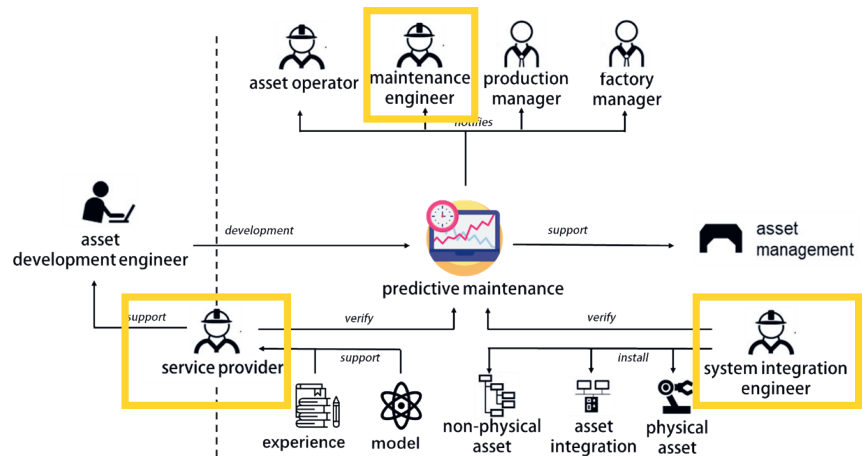 asset operator
maintenance
engineer
production
manager
factory
manager
notifies
asset
development engineer
development
predictive maintenance
support
asset
management
support
service provider
verify
support
verify
install
system integration
engineer
experience
model
non-physical
asset
asset
integration
physical
asset